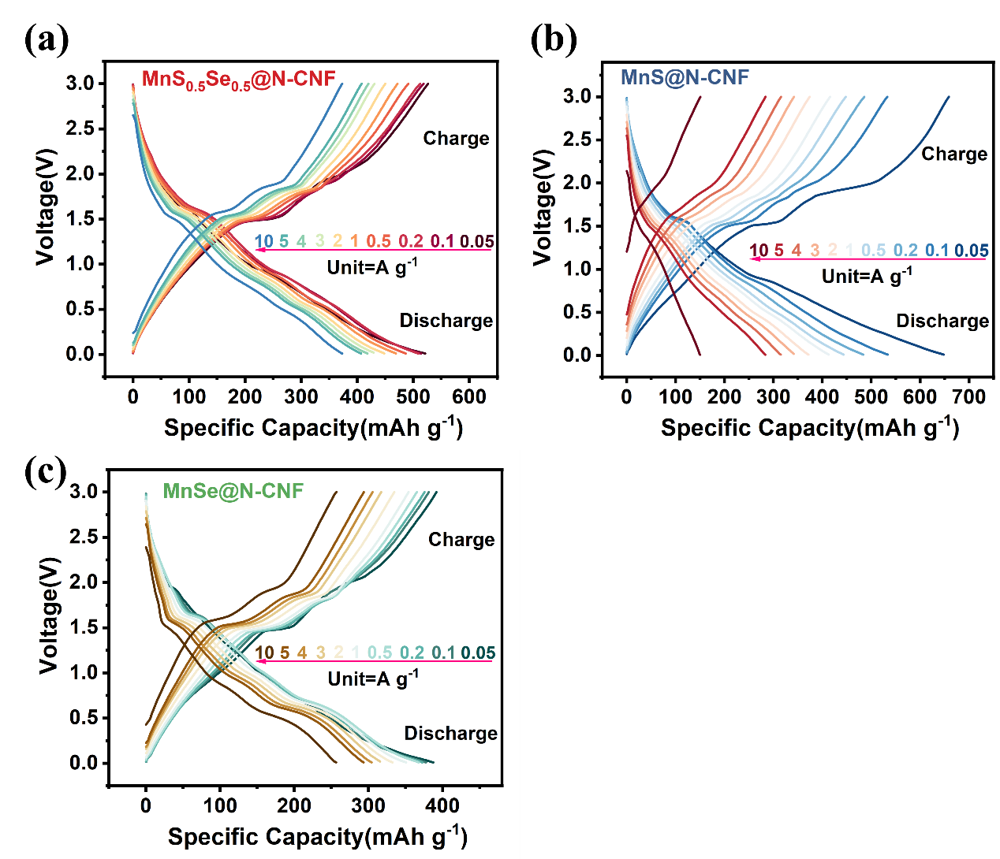 (a)
MnS0.5Se0.5@N-CNF
3.0
2.5
2.0
1.5
1.0
0.5
0.0
Voltage(V)
Charge
10 5 4 3 2 1 0.5 0.2 0.1 0.05
Unit=A g-1
Discharge
0 100 200 300 400 500 600
Specific Capacity(mAh g-1)
(b)
MnS@N-CNF
3.0
2.5
2.0
1.5
1.0
0.5
0.0
Voltage(V)
Charge
10 5 4 3 2 1 0.5 0.2 0.1 0.05
Unit=A g-1
Discharge
0 100 200 300 400 500 600 700
Specific Capacity(mAh g-1)
(c)
MnSe@N-CNF
3.0
2.5
2.0
1.5
1.0
0.5
0.0
Voltage(V)
Charge
10 5 4 3 2 1 0.5 0.2 0.1 0.05
Unit=A g-1
Discharge
0 100 200 300 400
Specific Capacity(mAh g-1)